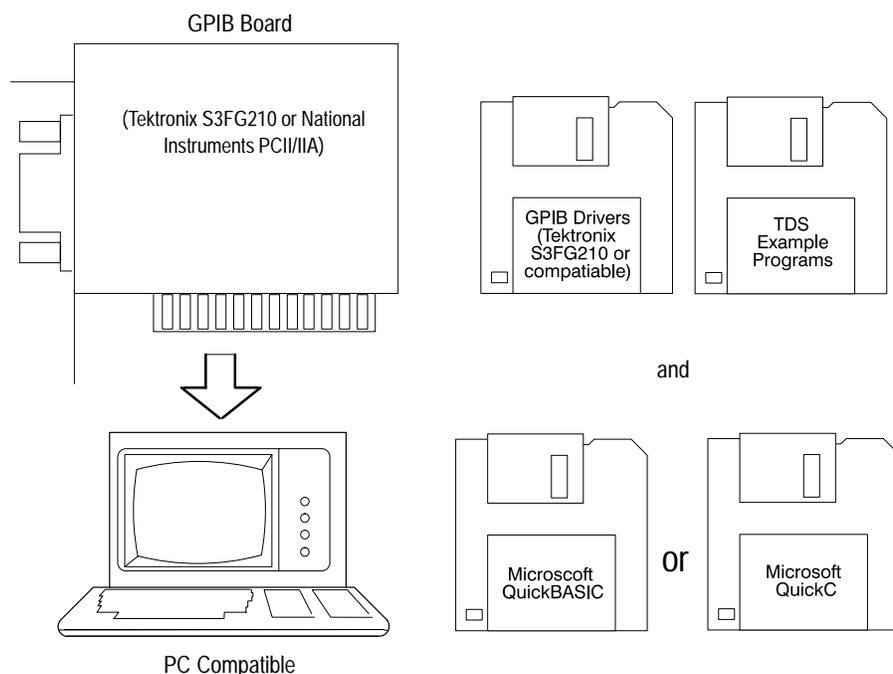 GPIB Board
(Tektronix S3FG210 or National
Instruments PCII/IIA)
GPIB Drivers
(Tektronix
S3FG210 or
compatiable)
TDS
Example
Programs
and
Microscoft
QuickBASIC
or
Microsoft
QuickC
PC Compatible